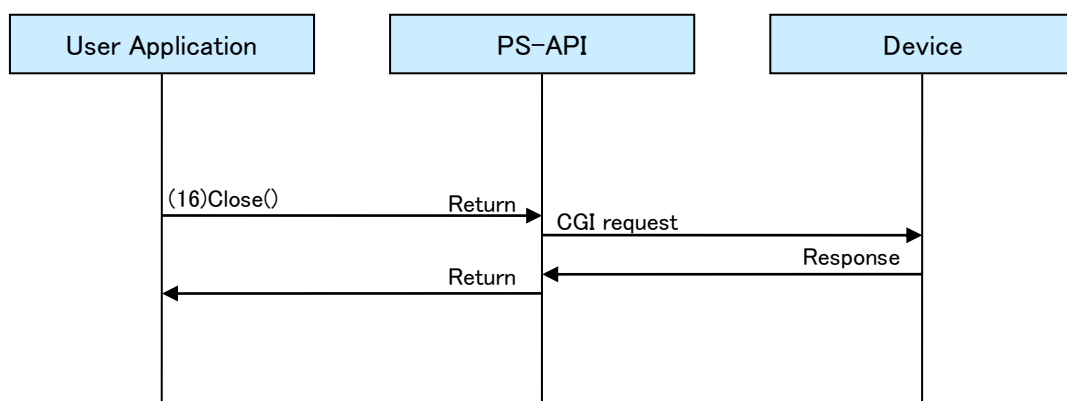 User Application
PS-API
Device
(16)Close()
Return
CGI request
Response
Return